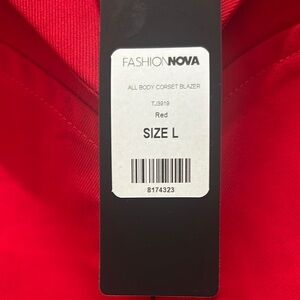 FASHIONNOVA
ALL BODY CORSET BLAZER
TJ3919
Red
SIZE L
8174323